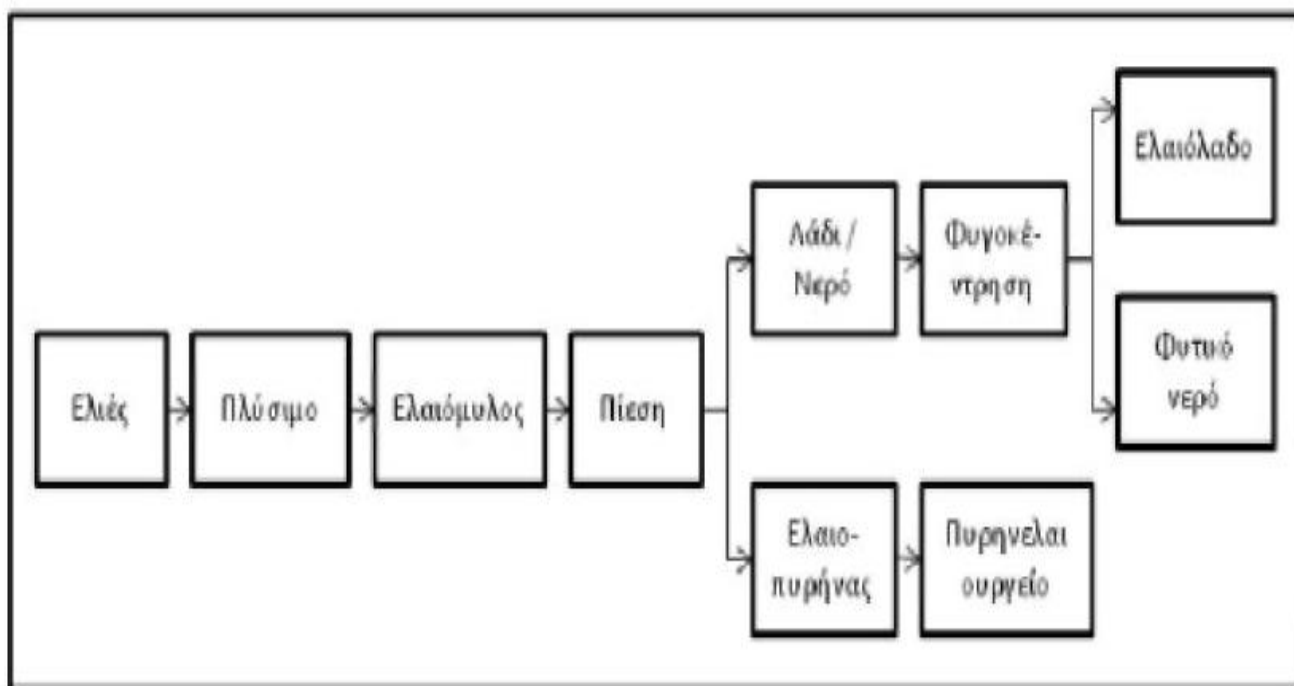 Ελιές
Πλύσιμο
Ελαιόμυλος
Πίεση
Λάδι /
Νερό
Φυγοκέ-
ντρηση
Ελαιόλαδο
Φυτικό
νερό
Ελαιο-
πυρήνας
Πυρηνελαι
ουργείο